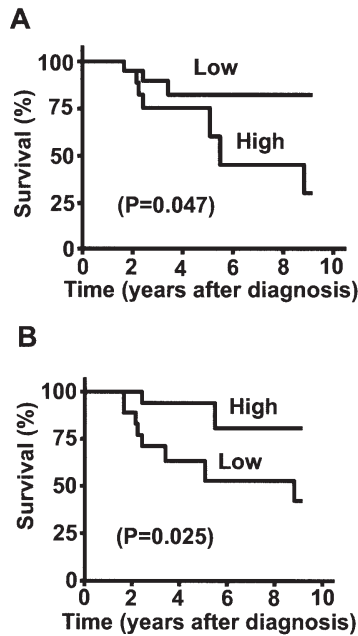 A
100
75
50
25
0
Survival (%)
Low
High
(P=0.047)
0 2 4 6 8 10
Time (years after diagnosis)
B
100
75
50
25
0
Survival (%)
High
Low
(P=0.025)
0 2 4 6 8 10
Time (years after diagnosis)